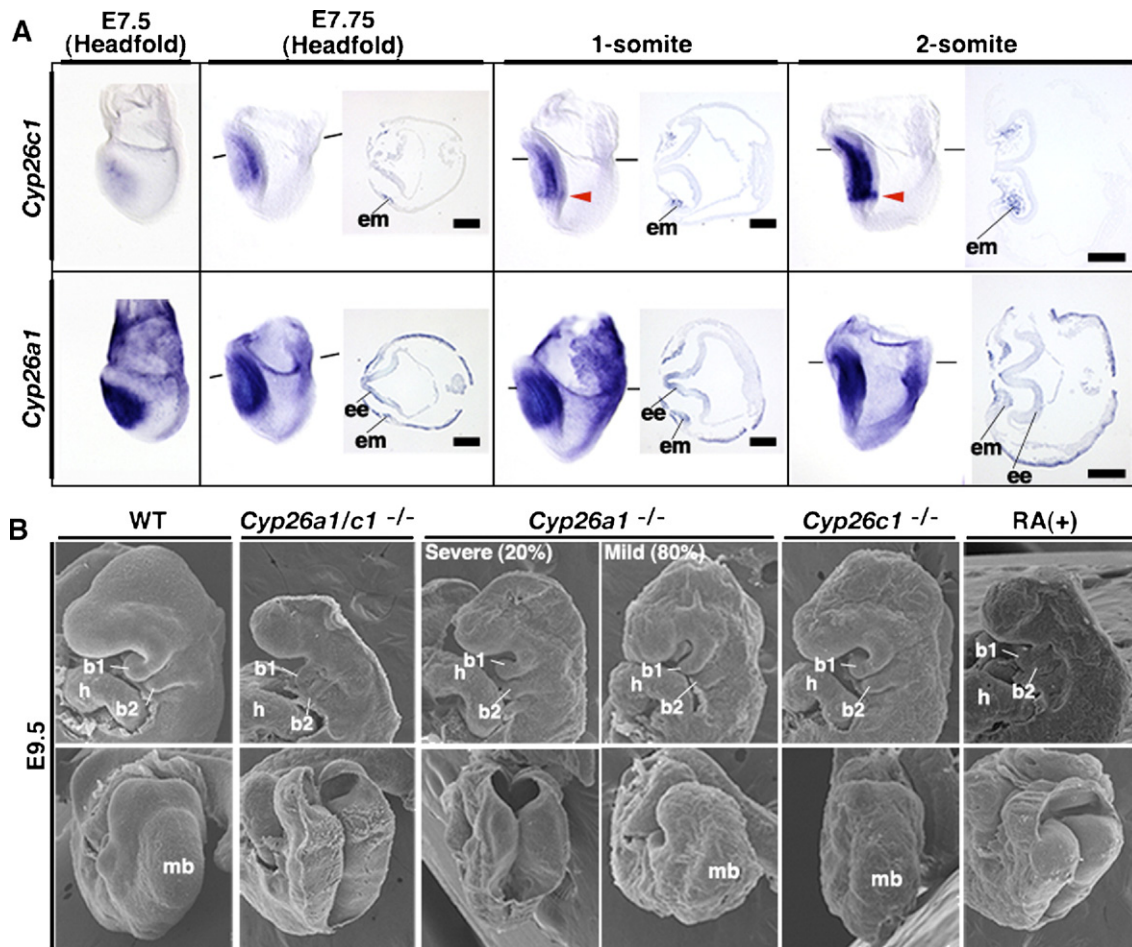 A
E7.5
(Headfold)
E7.75
(Headfold)
1-somite
2-somite
Cyp26c1
em
em
em
Cyp26a1
ee
em
ee
em
em
ee
B
WT
Cyp26a1/c1 -/-
Cyp26a1 -/-
Cyp26c1 -/-
RA(+)
E9.5
Severe (20%)
Mild (80%)
b1
h
b2
b1
h
b2
b1
h
b2
b1
h
b2
b1
h
b2
b1
h
b2
mb
mb
mb